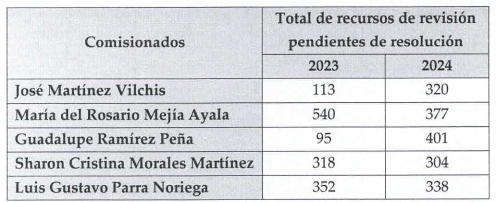 Comisionados
Total de recursos de revisión
pendientes de resolución
2023 2024
José Martínez Vilchis 113 320
María del Rosario Mejía Ayala 540 377
Guadalupe Ramírez Peña 95 401
Sharon Cristina Morales Martínez 318 304
Luis Gustavo Parra Noriega 352 338